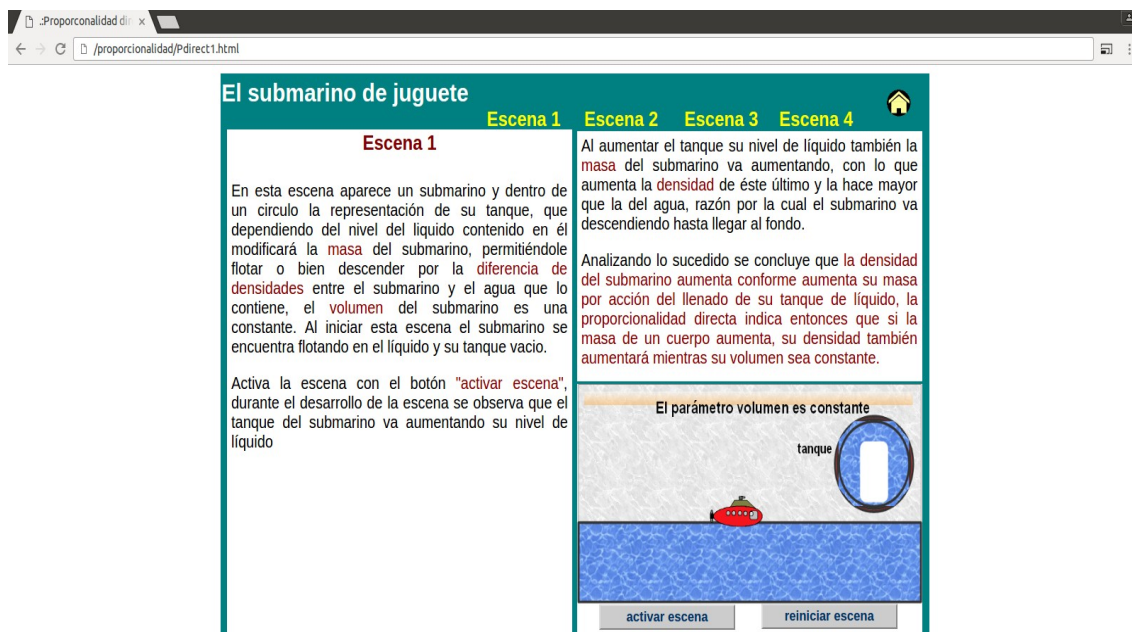 .:Proporconalidad dir
/proporcionalidad/Pdirect1.html
El submarino de juguete
Escena 1 Escena 2 Escena 3 Escena 4
Escena 1
En esta escena aparece un submarino y dentro de
un circulo la representación de su tanque, que
dependiendo del nivel del liquido contenido en él
modificará la masa del submarino, permitiéndole
flotar o bien descender por la diferencia de
densidades entre el submarino y el agua que lo
contiene, el volumen del submarino es una
constante. Al iniciar esta escena el submarino se
encuentra flotando en el líquido y su tanque vacio.
Activa la escena con el botón "activar escena",
durante el desarrollo de la escena se observa que el
tanque del submarino va aumentando su nivel de
líquido
Al aumentar el tanque su nivel de líquido también la
masa del submarino va aumentando, con lo que
aumenta la densidad de éste último y la hace mayor
que la del agua, razón por la cual el submarino va
descendiendo hasta llegar al fondo.
Analizando lo sucedido se concluye que la densidad
del submarino aumenta conforme aumenta su masa
por acción del llenado de su tanque de líquido, la
proporcionalidad directa indica entonces que si la
masa de un cuerpo aumenta, su densidad también
aumentará mientras su volumen sea constante.
El parámetro volumen es constante
tanque
activar escena
reiniciar escena